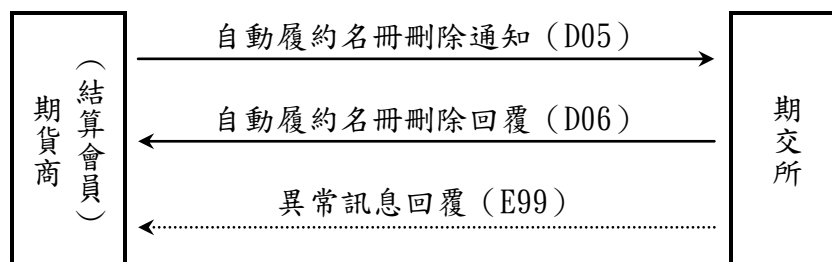 期貨商
（結算會員）
自動履約名冊刪除通知（D05）
自動履約名冊刪除回覆（D06）
異常訊息回覆（E99）
期交所